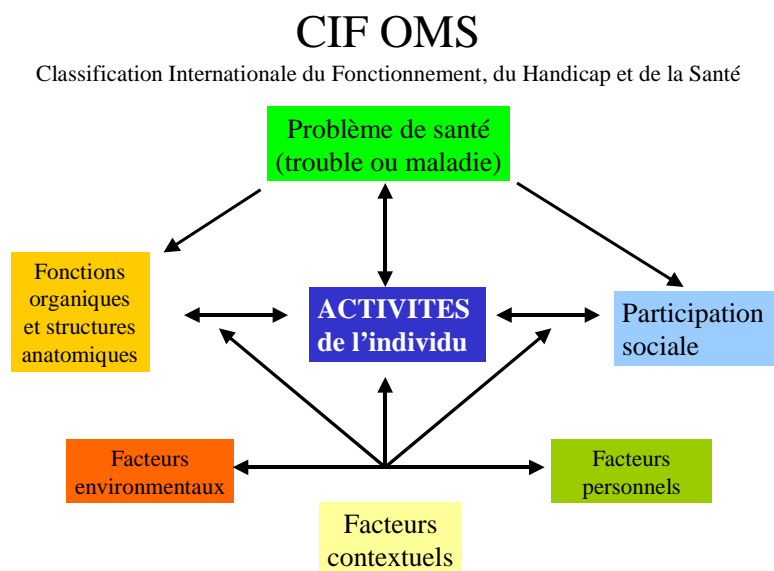 CIF OMS
Classification Internationale du Fonctionnement, du Handicap et de la Santé
Problème de santé
(trouble ou maladie)
Fonctions
organiques
et structures
anatomiques
ACTIVITES
de l’individu
Participation
sociale
Facteurs
environmentaux
Facteurs
personnels
Facteurs
contextuels